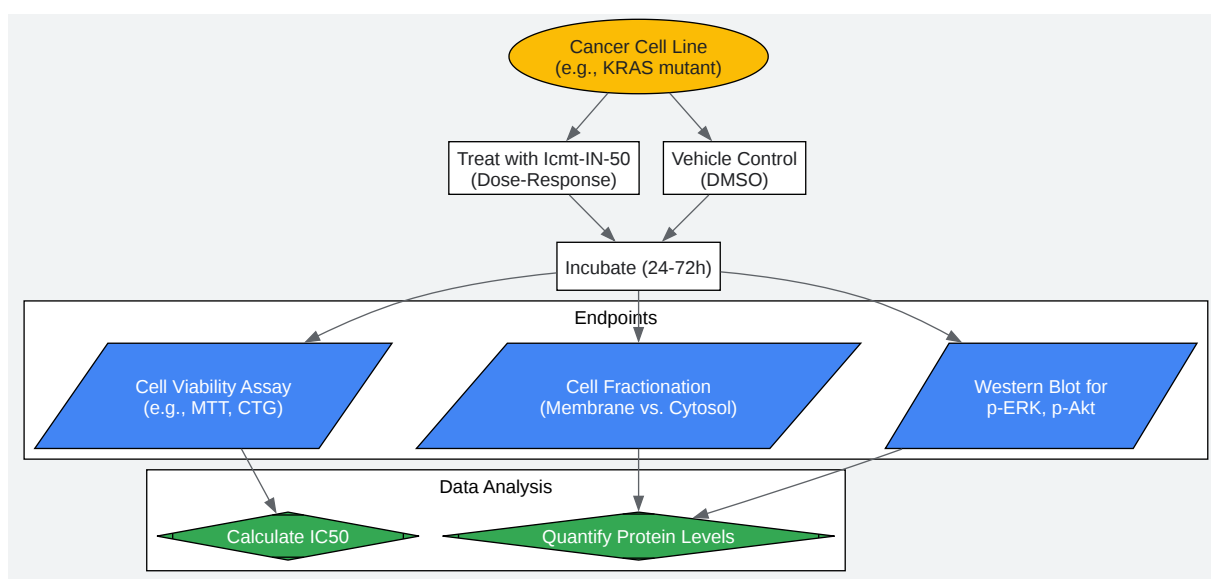 Cancer Cell Line
(e.g., KRAS mutant)
Treat with Icmt-IN-50
(Dose-Response)
Vehicle Control
(DMSO)
Incubate (24-72h)
Endpoints
Cell Viability Assay
(e.g., MTT, CTG)
Cell Fractionation
(Membrane vs. Cytosol)
Western Blot for
p-ERK, p-Akt
Data Analysis
Calculate IC50
Quantify Protein Levels